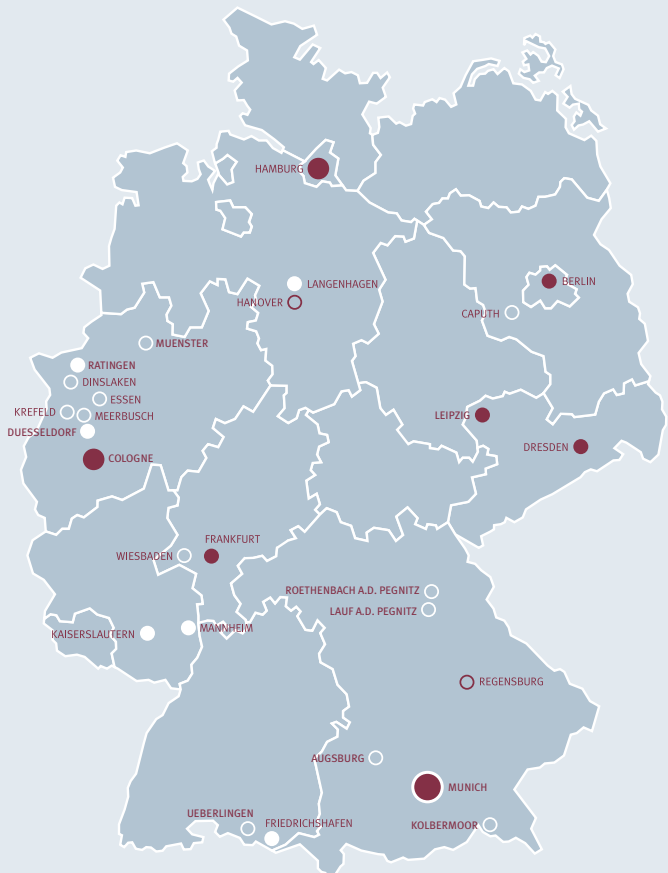 HAMBURG
LANGENHAGEN
BERLIN
HANOVER
CAPUTH
MUENSTER
RATINGEN
DINSLAKEN
ESSEN
KREFELD
MEERBUSCH
LEIPZIG
DUESSELDORF
DRESDEN
COLOGNE
FRANKFURT
WIESBADEN
ROETHENBACH A.D. PEGNITZ
LAUF A.D. PEGNITZ
MANNHEIM
KAISERSLAUTERN
REGENSBURG
AUGSBURG
MUNICH
UEBERLINGEN
FRIEDRICHSHAFEN
KOLBERMOOR